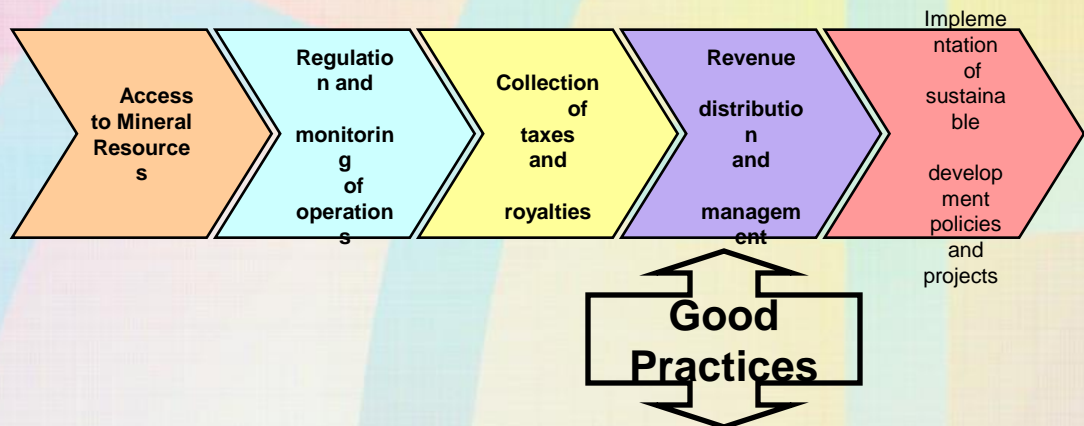 Access
to Mineral
Resource
s
Regulatio
n and
monitorin
g
of
operation
s
Collection
of
taxes
and
royalties
Revenue
distributio
n
and
managem
ent
Impleme
ntation
of
sustaina
ble
develop
ment
policies
and
projects
Good
Practices